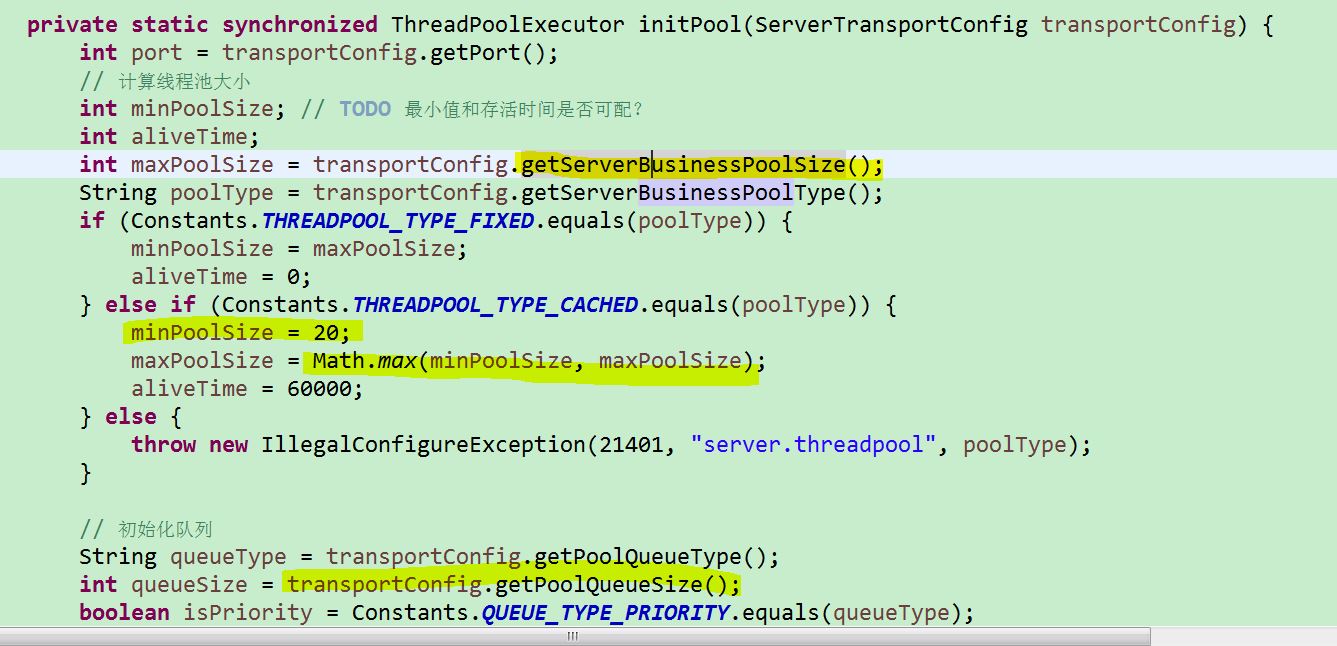 private static synchronized ThreadPoolExecutor initPool(ServerTransportConfig transportConfig) {
int port = transportConfig.getPort();
// 计算线程池大小
int minPoolSize; // TODO 最小值和存活时间是否可配？
int aliveTime;
int maxPoolSize = transportConfig.getServerBusinessPoolSize();
String poolType = transportConfig.getServerBusinessPoolType();
if (Constants.THREADPOOL_TYPE_FIXED.equals(poolType)) {
minPoolSize = maxPoolSize;
aliveTime = 0;
} else if (Constants.THREADPOOL_TYPE_CACHED.equals(poolType)) {
minPoolSize = 20;
maxPoolSize = Math.max(minPoolSize, maxPoolSize);
aliveTime = 60000;
} else {
throw new IllegalConfigureException(21401, "server.threadpool", poolType);
}
// 初始化队列
String queueType = transportConfig.getPoolQueueType();
int queueSize = transportConfig.getPoolQueueSize();
boolean isPriority = Constants.QUEUE_TYPE_PRIORITY.equals(queueType);